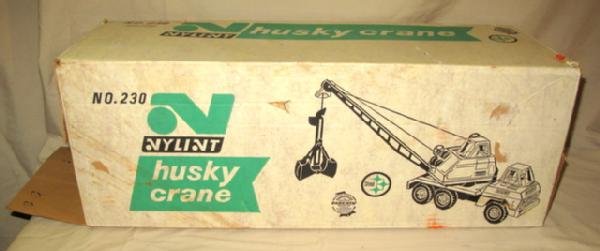 NYLINT husky crane
NO. 230
NYLINT
husky
crane